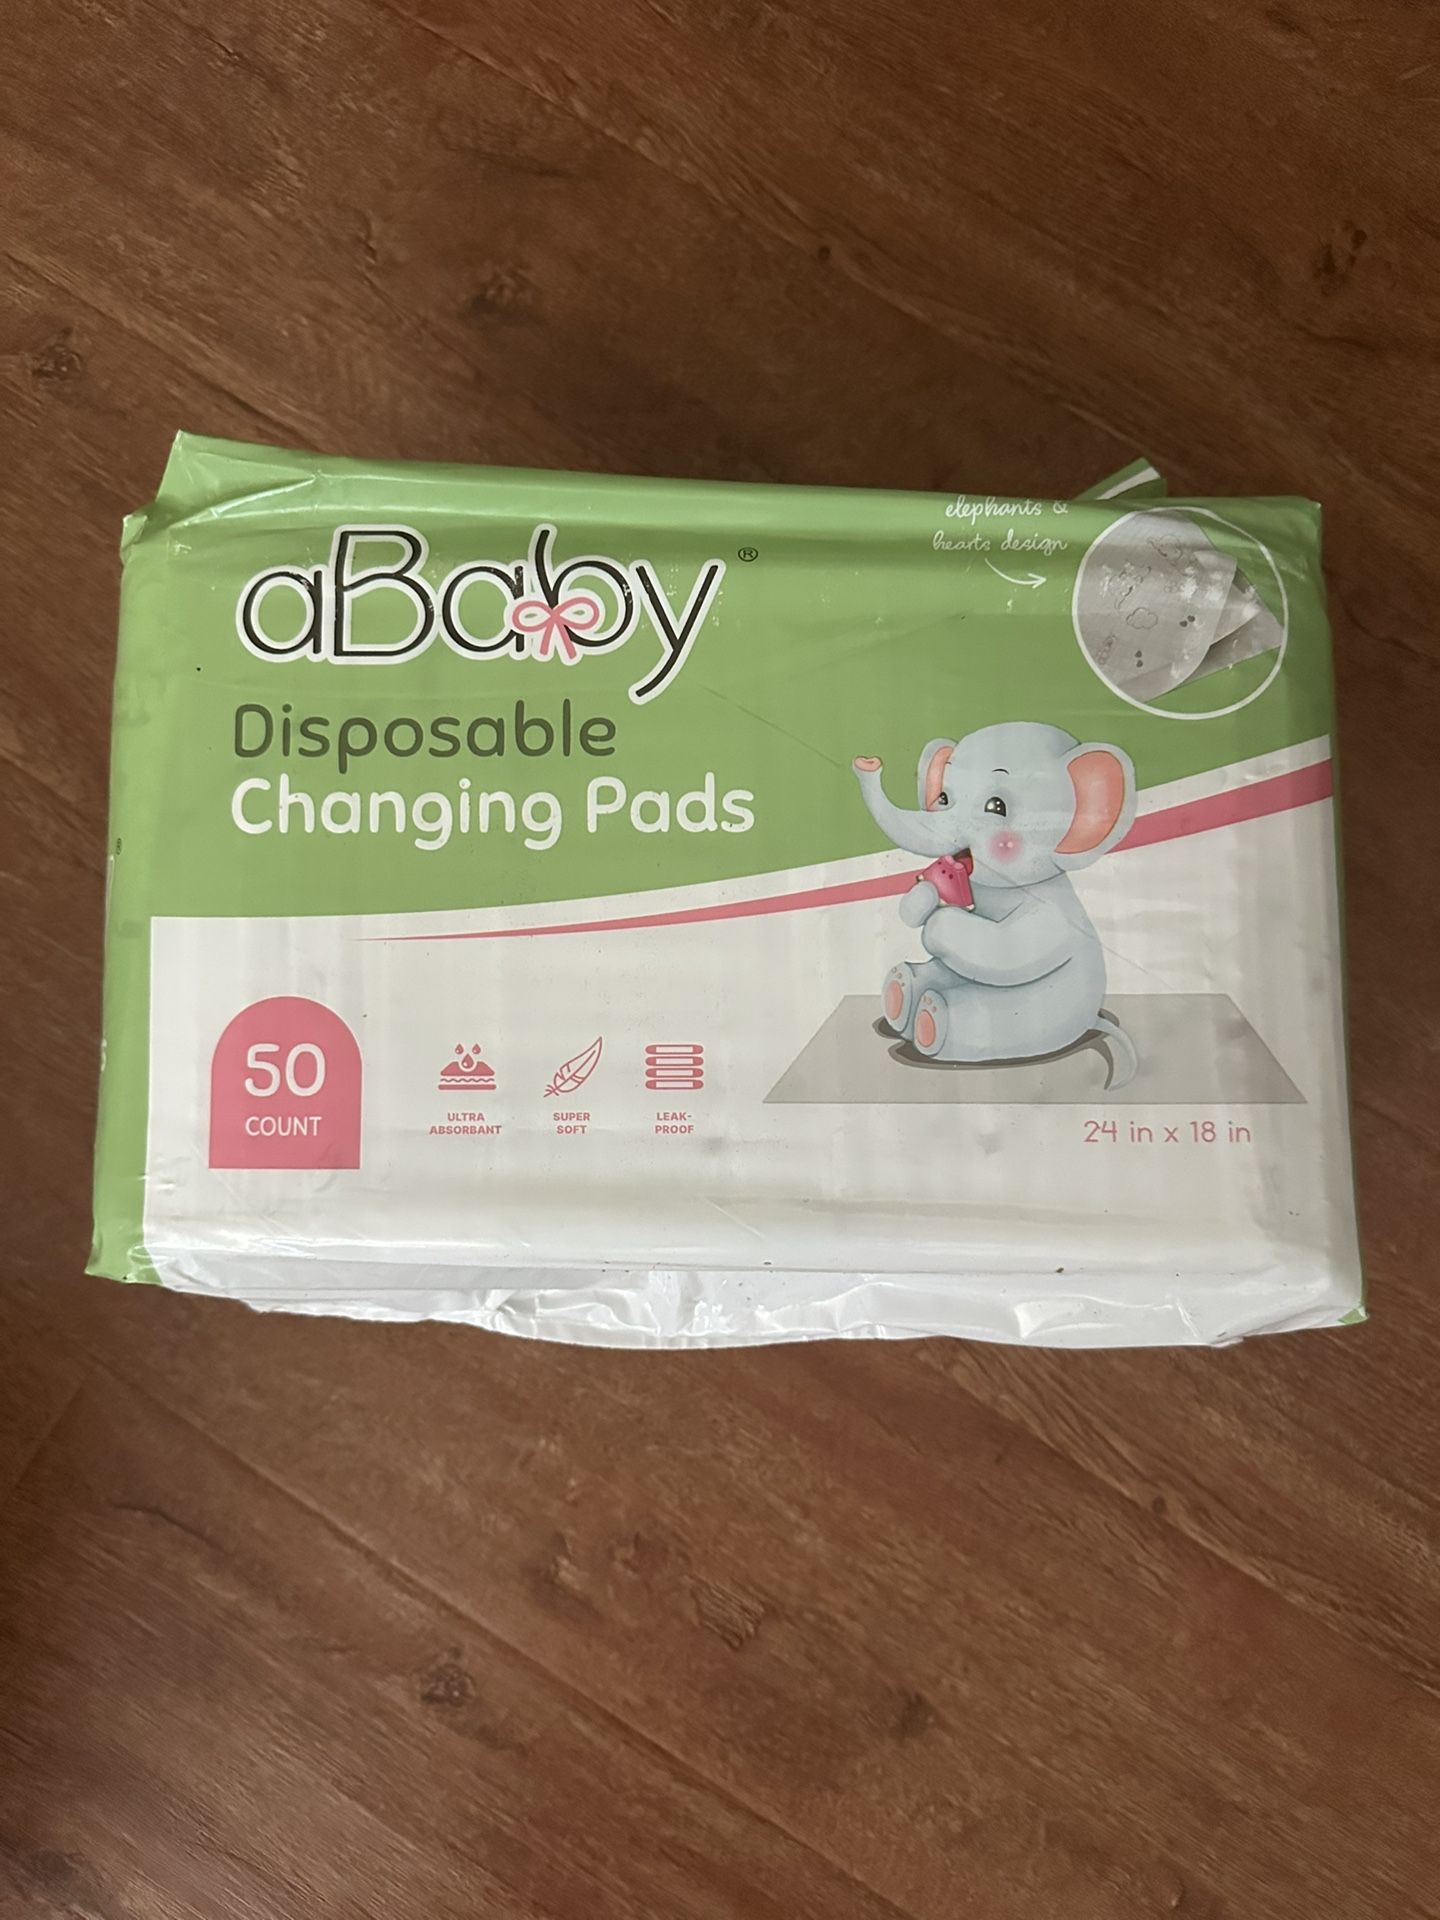 aBaby®
elephants &
hearts design
Disposable
Changing Pads
50
COUNT
ULTRA
ABSORBANT
SUPER
SOFT
LEAK-
PROOF
24 in x 18 in